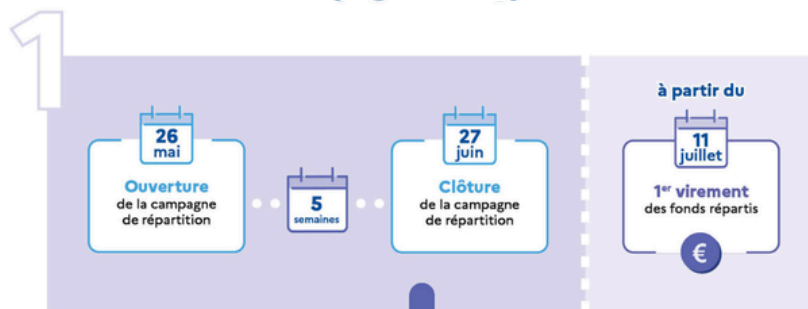 1
26
mai
Ouverture
de la campagne
de répartition
5
semaines
27
juin
Clôture
de la campagne
de répartition
à partir du
11
juillet
1er virement
des fonds répartis
€